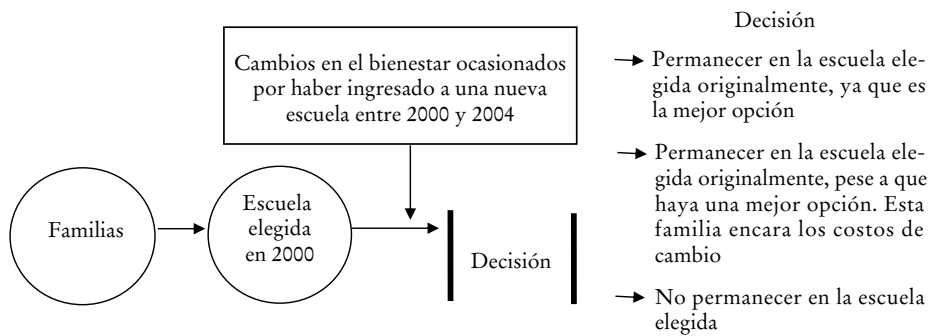 Cambios en el bienestar ocasionados
por haber ingresado a una nueva
escuela entre 2000 y 2004
Familias
Escuela
elegida
en 2000
Decisión
Decisión
Permanecer en la escuela ele-
gida originalmente, ya que es
la mejor opción
Permanecer en la escuela ele-
gida originalmente, pese a que
haya una mejor opción. Esta
familia encara los costos de
cambio
No permanecer en la escuela
elegida